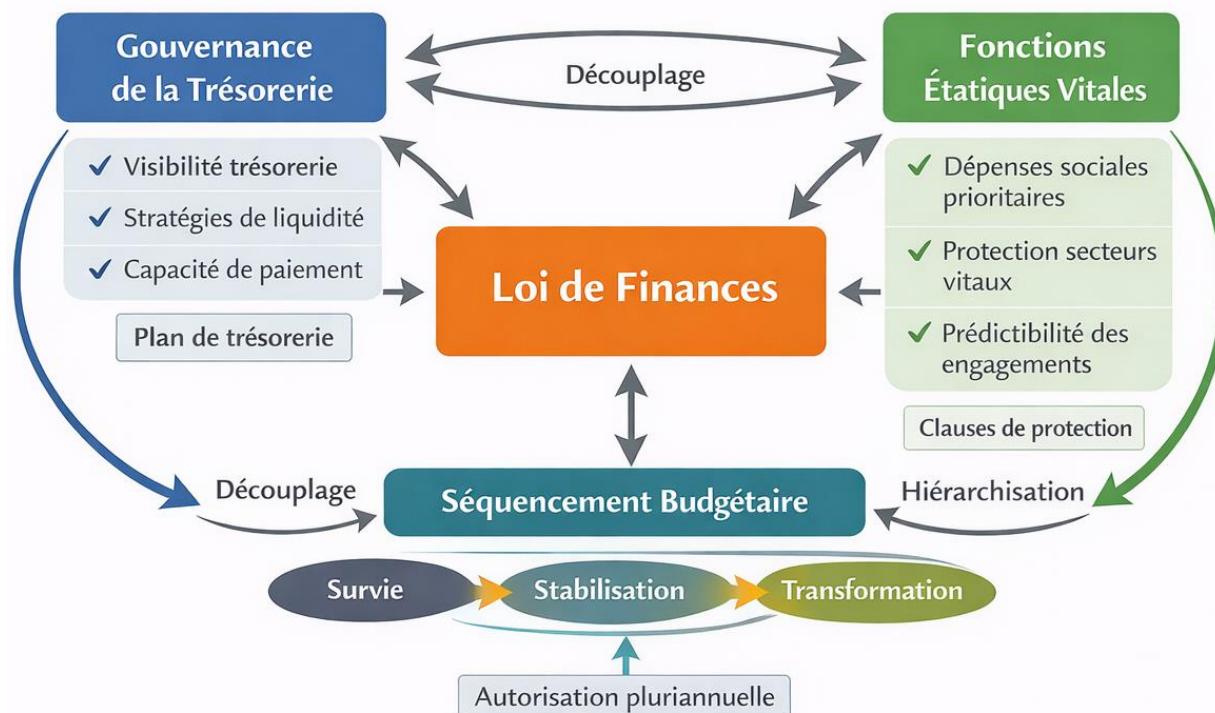 Gouvernance
de la Trésorerie
Découplage
Fonctions
Étatiques Vitales
✓ Visibilité trésorerie
✓ Stratégies de liquidité
✓ Capacité de paiement
Plan de trésorerie
Loi de Finances
✓ Dépenses sociales
prioritaires
✓ Protection secteurs
vitaux
✓ Prédictibilité des
engagements
Clauses de protection
Découplage
Séquencement Budgétaire
Hiérarchisation
Survie
Stabilisation
Transformation
Autorisation pluriannuelle